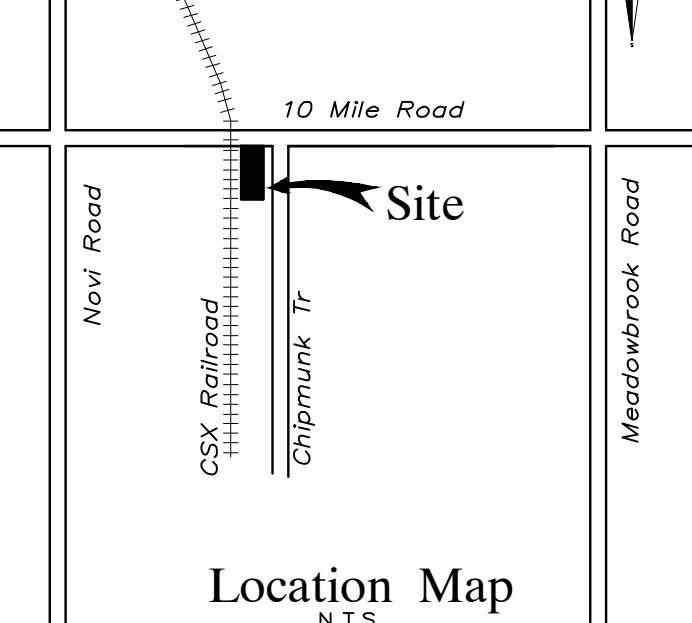 S
10 Mile Road
Site
Novi Road
CSX Railroad
Chipmunk Tr
Meadowbrook Road
Location Map
NTS